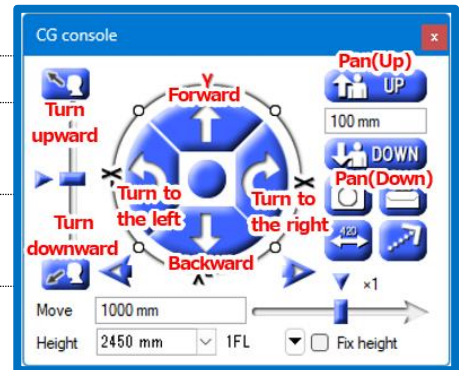 CG console
x
Pan(Up)
UP
Forward
Turn
upward
100 mm
DOWN
Pan(Down)
Turn to
the left
Turn to
the right
420
Turn
downward
Backward
×1
Move
1000 mm
Height
2450 mm
1FL
Fix height